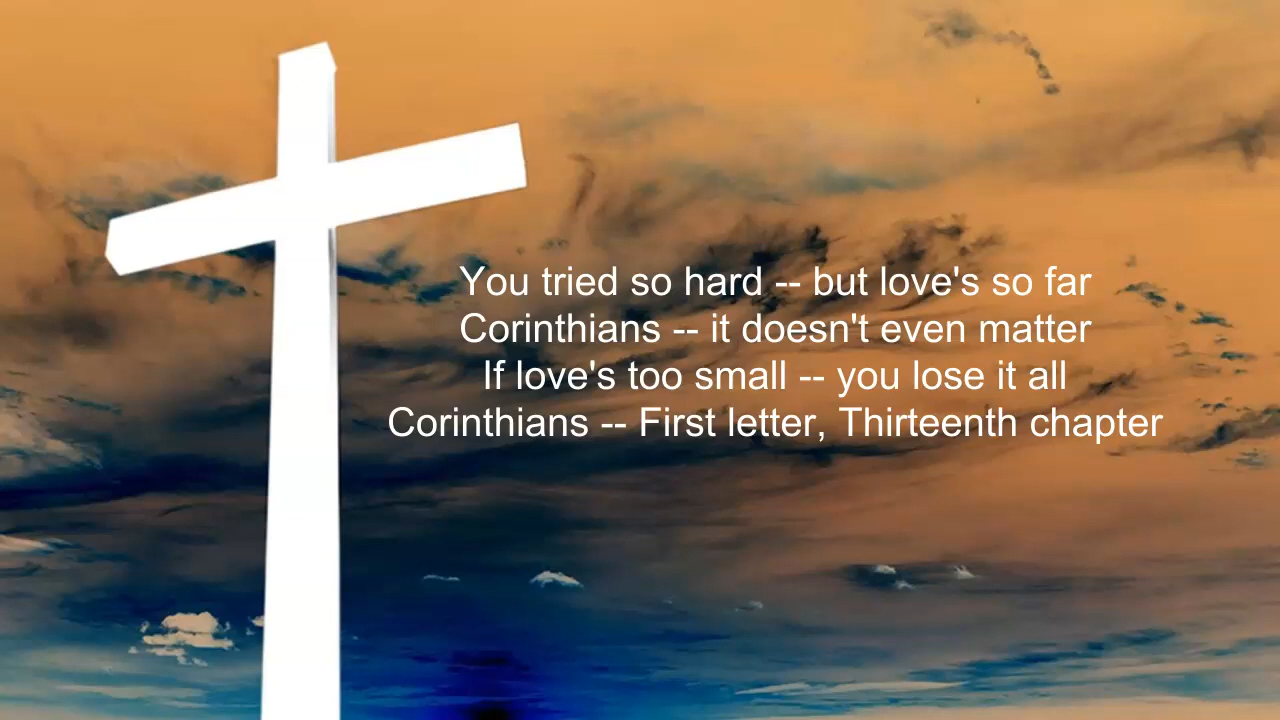 You tried so hard -- but love's so far
Corinthians -- it doesn't even matter
If love's too small -- you lose it all
Corinthians -- First letter, Thirteenth chapter